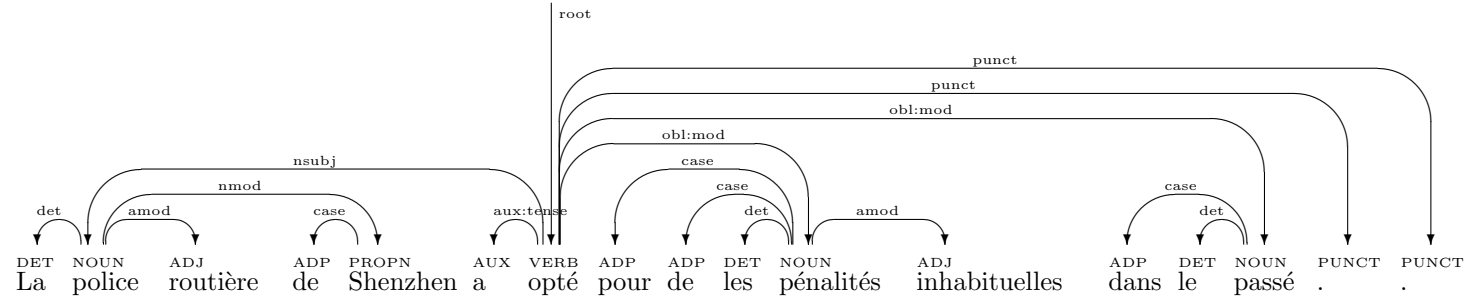 root
punct
punct
obl:mod
obl:mod
nsubj case
nmod case case
det amod case aux:tense det amod det
DET NOUN ADJ ADP PROPN AUX VERB ADP ADP DET NOUN ADJ ADP DET NOUN PUNCT PUNCT
La police routière de Shenzhen a opté pour de les pénalités inhabituelles dans le passé . .